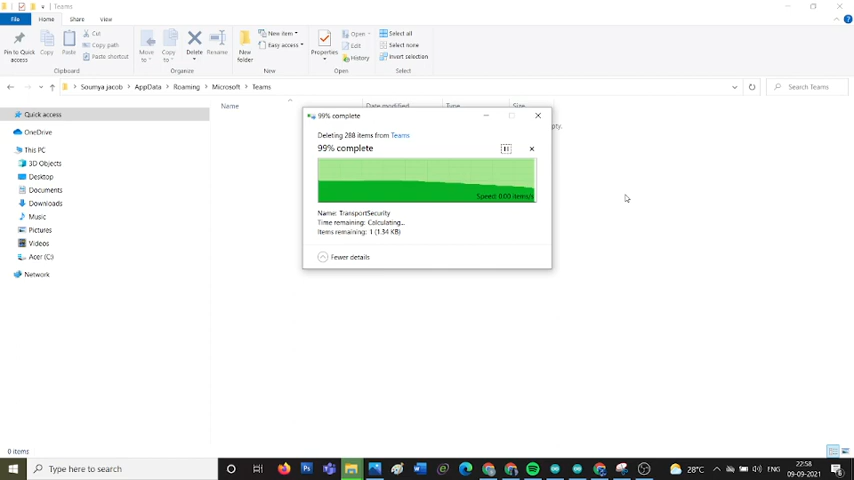 Teams
File Home Share View
Pin to Quick access
Copy
Paste
Cut
Copy path
Paste shortcut
Move to
Copy to
Delete
Rename
New folder
New item
Easy access
Properties
Open
Edit
History
Select all
Select none
Invert selection
Clipboard Organize New Open Select
Soumya jacob > AppData > Roaming > Microsoft > Teams
Search Teams
Name Date modified Type Size
Quick access
OneDrive
This PC
3D Objects
Desktop
Documents
Downloads
Music
Pictures
Videos
Acer (C:)
Network
99% complete
Deleting 288 items from Teams
99% complete
Speed: 0.00 items/s
Name: TransportSecurity
Time remaining: Calculating...
Items remaining: 1 (1.34 KB)
Fewer details
pty.
0 items
Type here to search
28°C
ENG
22:58
09-09-2021